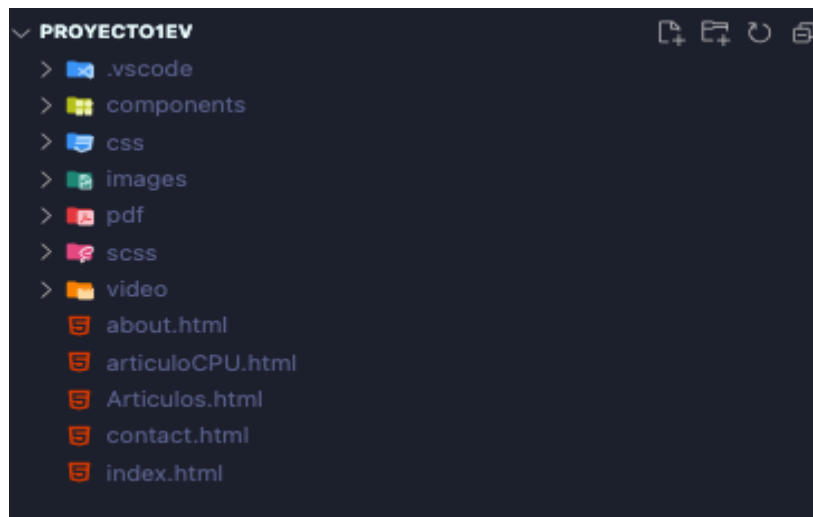 PROYECTO1EV
.vscode
components
css
images
pdf
scss
video
about.html
articuloCPU.html
Articulos.html
contact.html
index.html